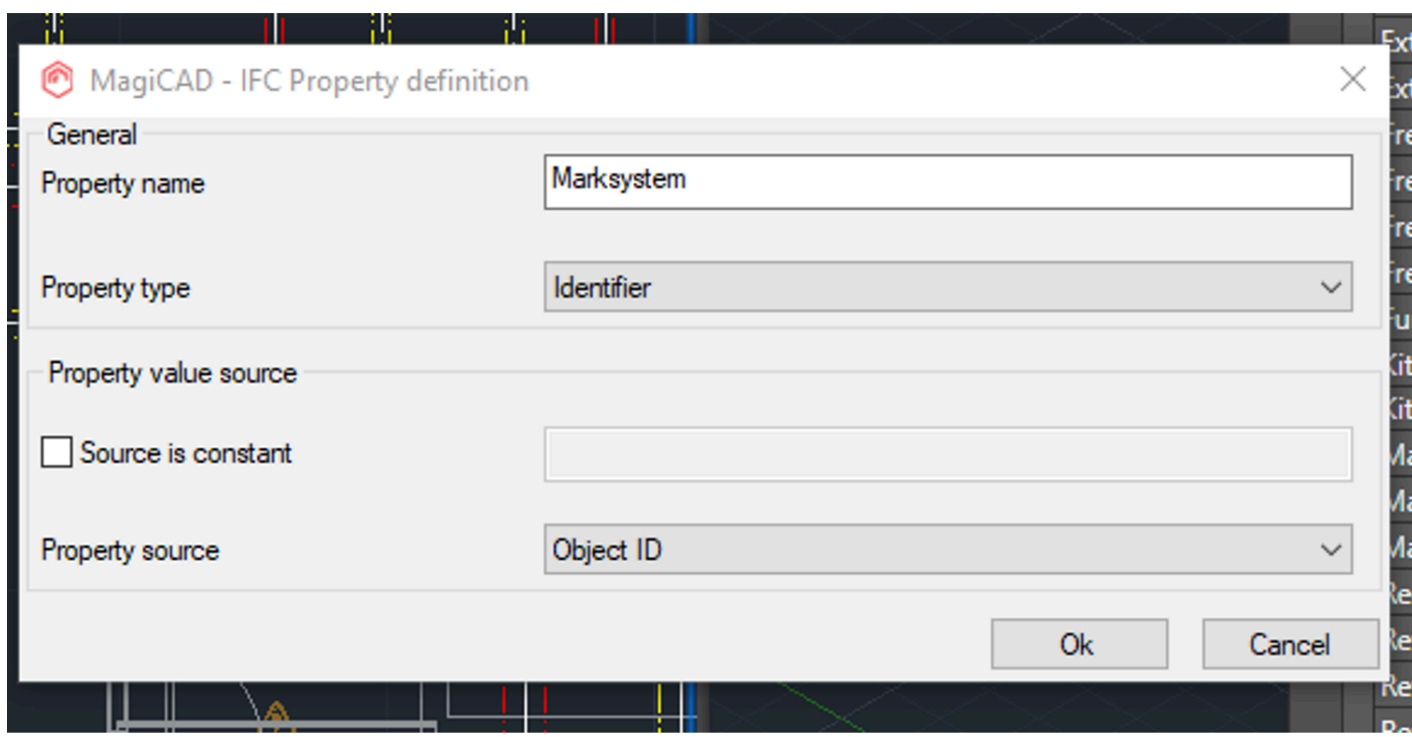 MagiCAD - IFC Property definition
General
Property name
Marksystem
Property type
Identifier
Property value source
Source is constant
Property source
Object ID
Ok
Cancel